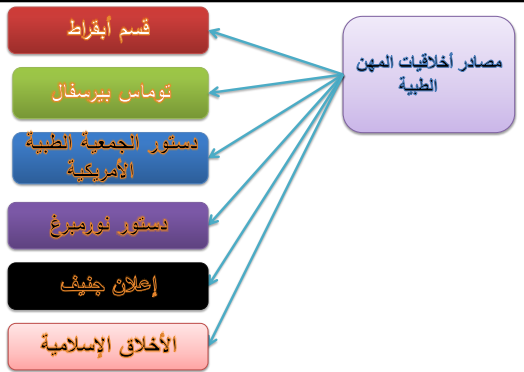 مصادر أخلاقيات المهن
الطبية
قسم أبقراط
توماس بيرسفال
دستور الجمعية الطبية
الأمريكية
دستور نورمبرغ
إعلان جنيف
الأخلاق الإسلامية